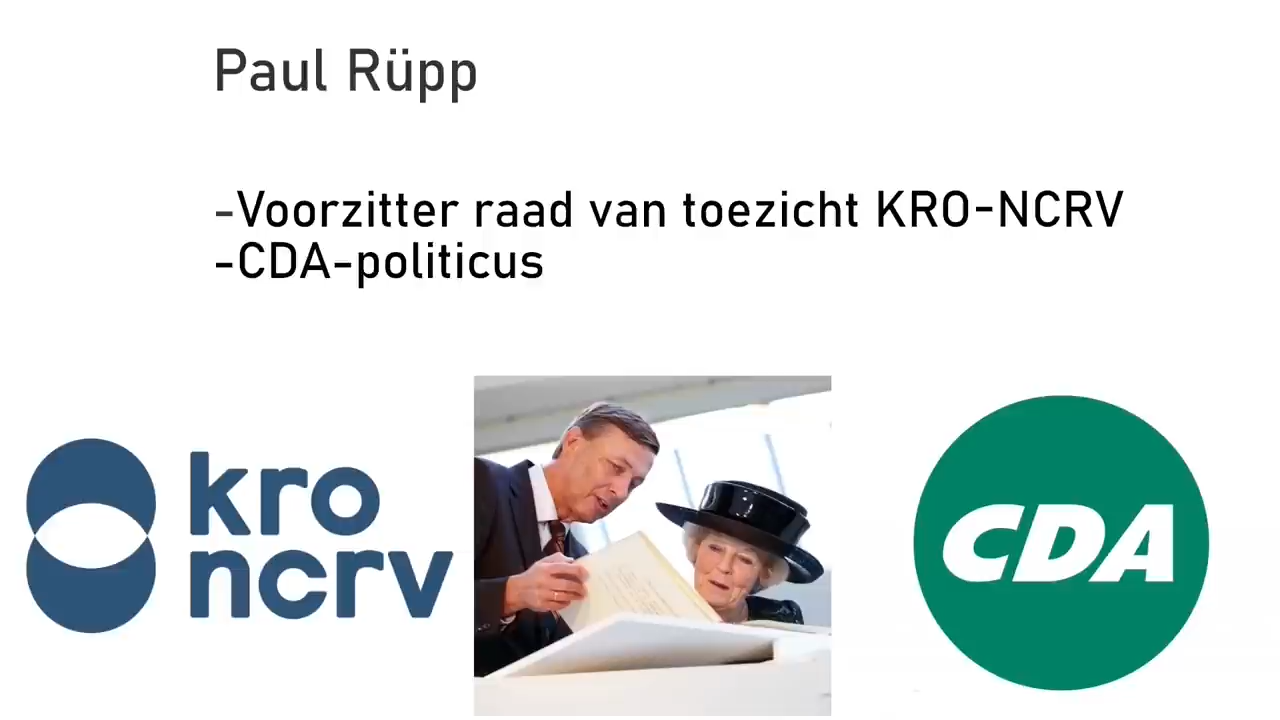 Paul Rüpp
-Voorzitter raad van toezicht KRO-NCRV
-CDA-politicus
kro
ncrv
CDA